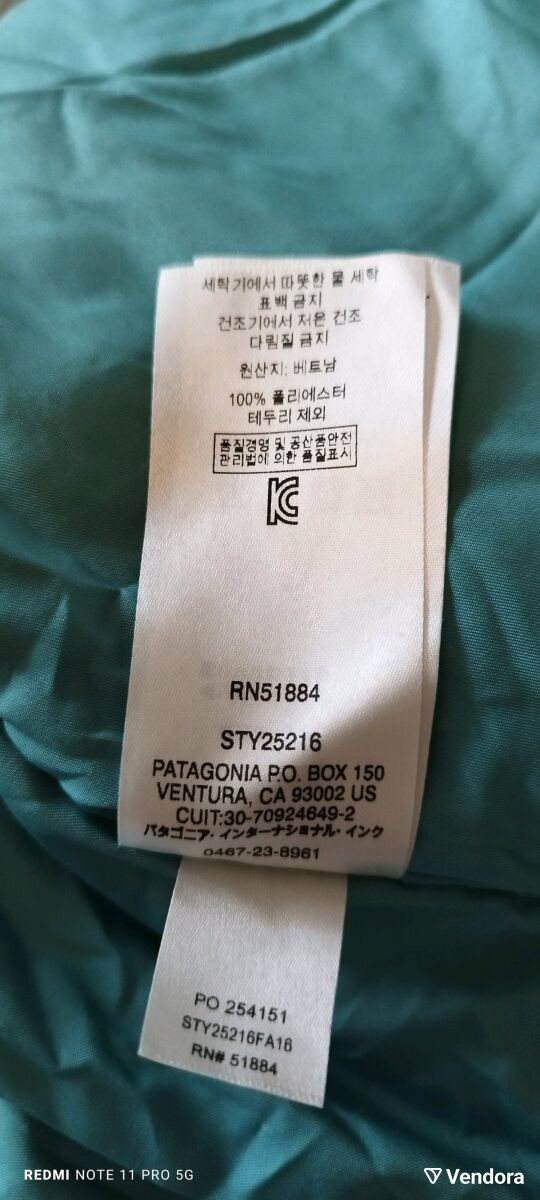 세탁기에서 따뜻한 물 세탁
표백 금지
건조기에서 저온 건조
다림질 금지
원산지: 베트남
100% 폴리에스터
테두리 제외
품질경영 및 공산품안전
관리법에 의한 품질표시
RN51884
STY25216
PATAGONIA P.O. BOX 150
VENTURA, CA 93002 US
CUIT:30-70924649-2
パタゴニア・インターナショナル・インク
0467-23-8961
PO 254151
STY25216FA16
RN# 51884
REDMI NOTE 11 PRO 5G
Vendora